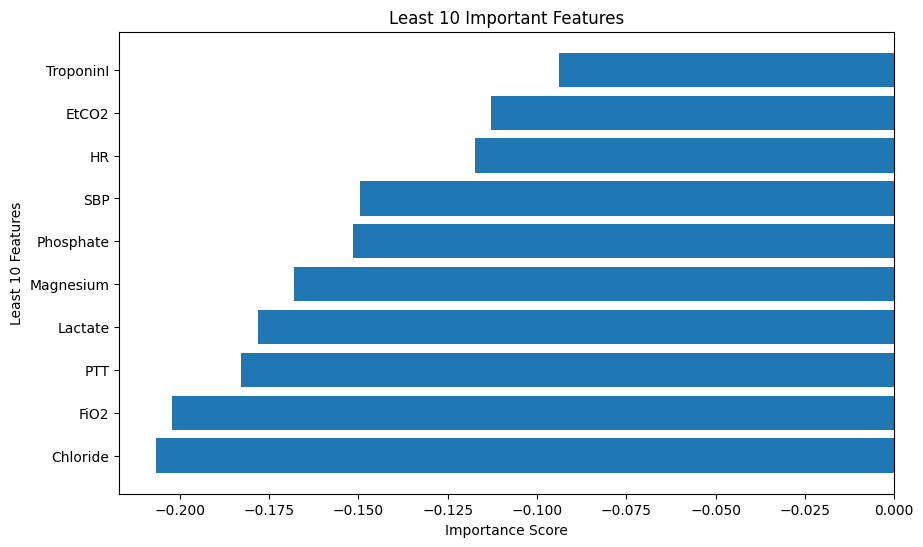 Least 10 Important Features
Least 10 Features
TroponinI
EtCO2
HR
SBP
Phosphate
Magnesium
Lactate
PTT
FiO2
Chloride
−0.200 −0.175 −0.150 −0.125 −0.100 −0.075 −0.050 −0.025 0.000
Importance Score